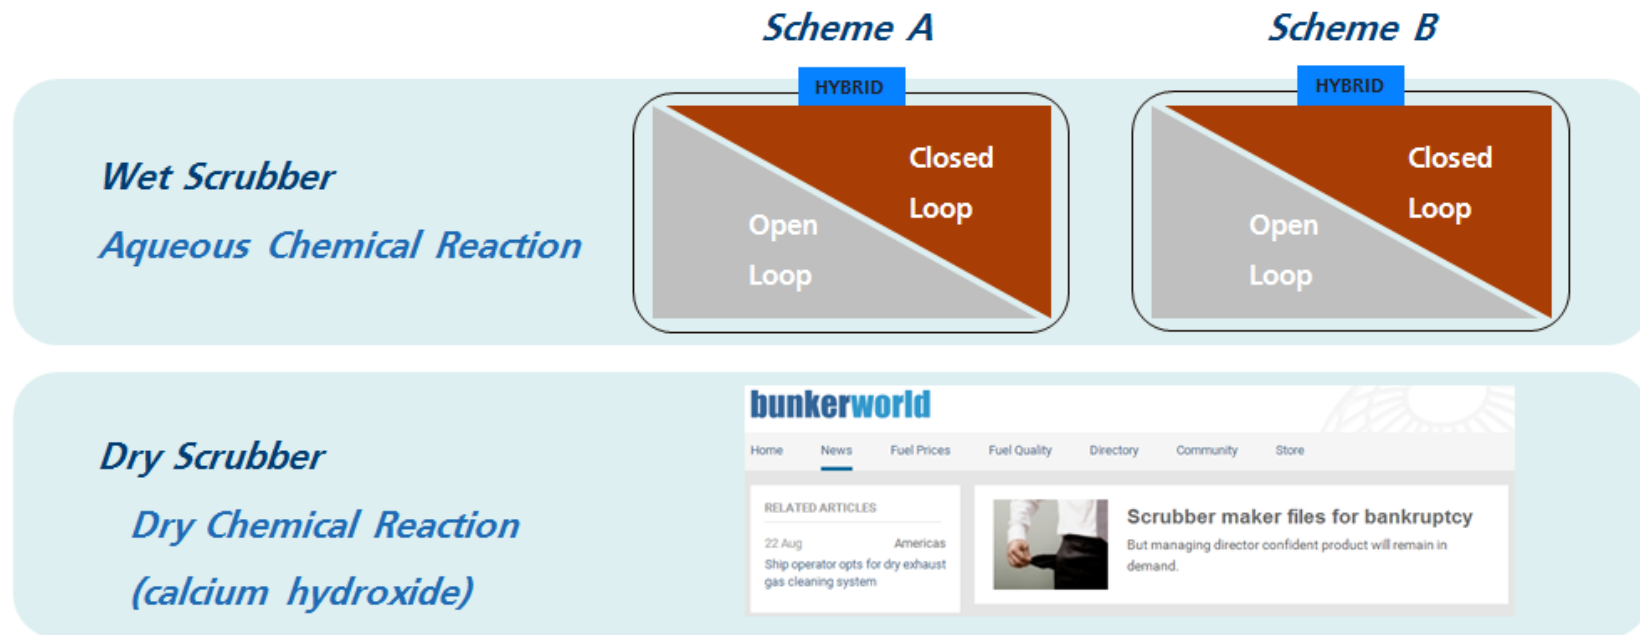 Scheme A
Scheme B
HYBRID
HYBRID
Wet Scrubber
Aqueous Chemical Reaction
Open
Loop
Closed
Loop
Open
Loop
Closed
Loop
Dry Scrubber
Dry Chemical Reaction
(calcium hydroxide)
bunkerworld
Home News Fuel Prices Fuel Quality Directory Community Store
RELATED ARTICLES
22 Aug Americas
Ship operator opts for dry exhaust
gas cleaning system
Scrubber maker files for bankruptcy
But managing director confident product will remain in
demand.